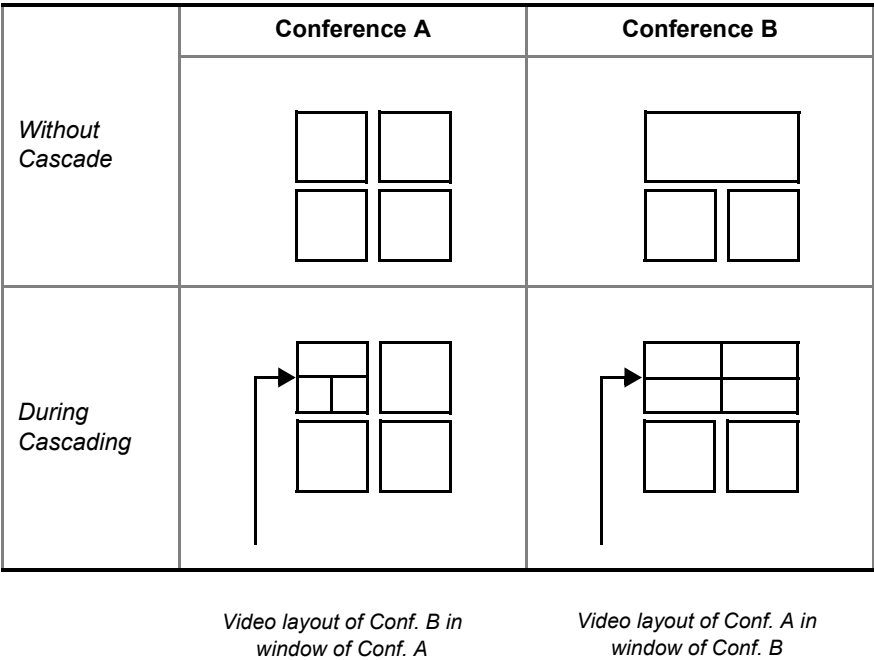 Conference A
Conference B
Without
Cascade
During
Cascading
Video layout of Conf. B in
window of Conf. A
Video layout of Conf. A in
window of Conf. B